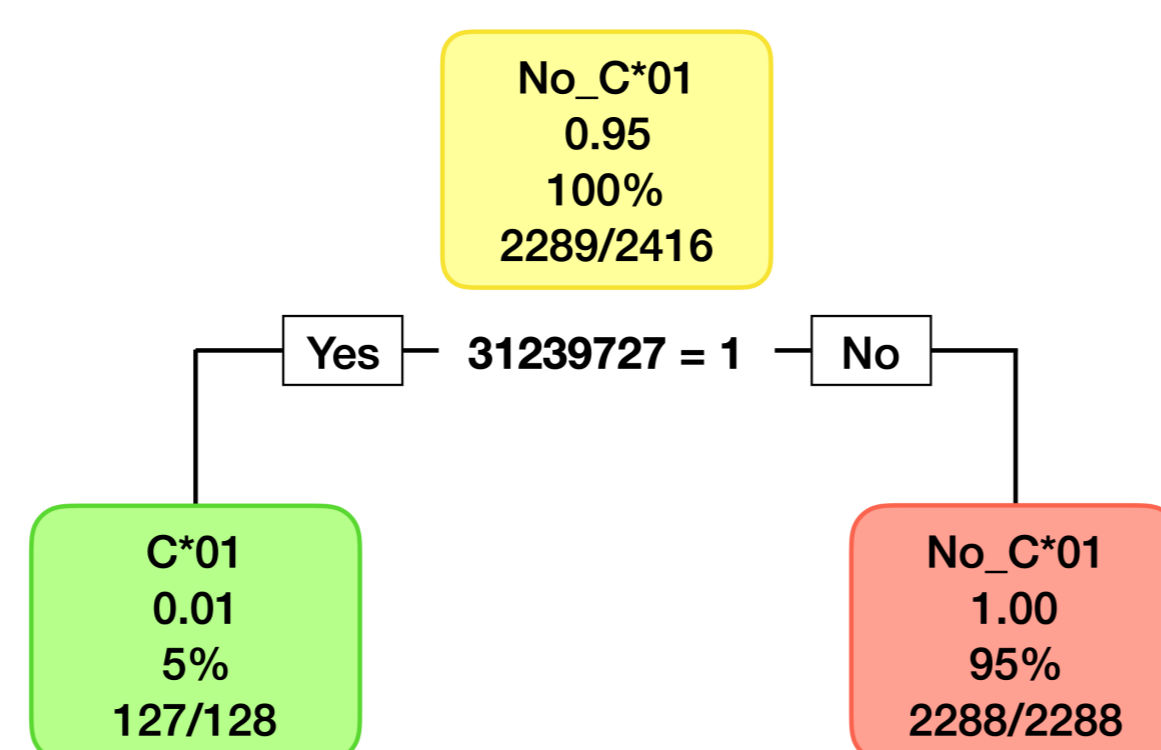 No_C*01
0.95
100%
2289/2416
Yes 31239727 = 1 No
C*01
0.01
5%
127/128
No_C*01
1.00
95%
2288/2288